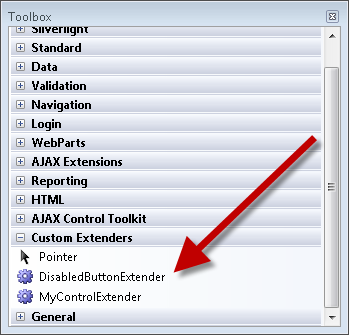 Toolbox
Silverlight
Standard
Data
Validation
Navigation
Login
WebParts
AJAX Extensions
Reporting
HTML
AJAX Control Toolkit
Custom Extenders
Pointer
DisabledButtonExtender
MyControlExtender
General